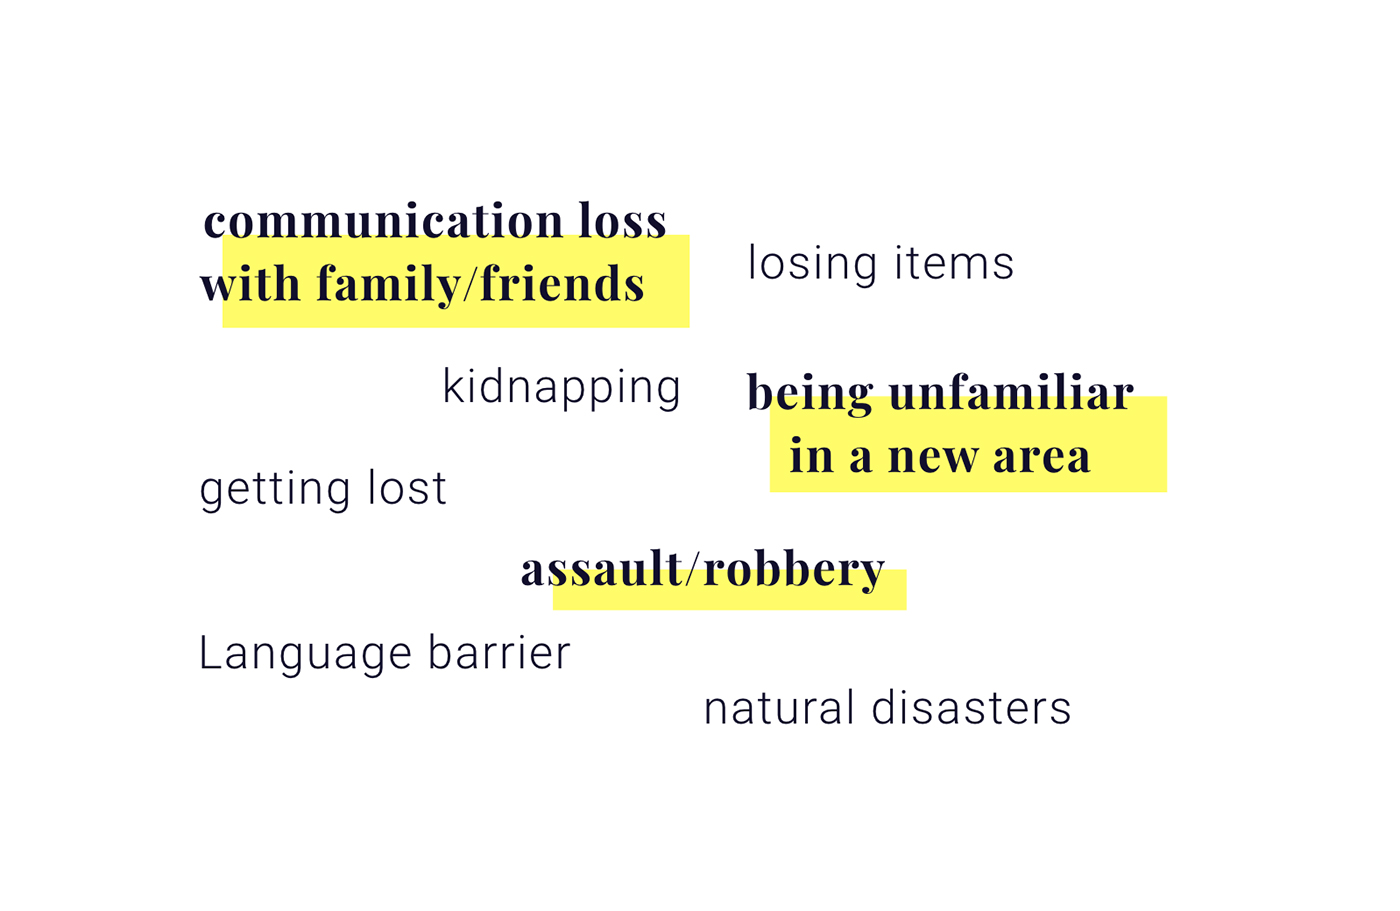 communication loss
with family/friends
losing items
kidnapping
being unfamiliar
in a new area
getting lost
assault/robbery
Language barrier
natural disasters